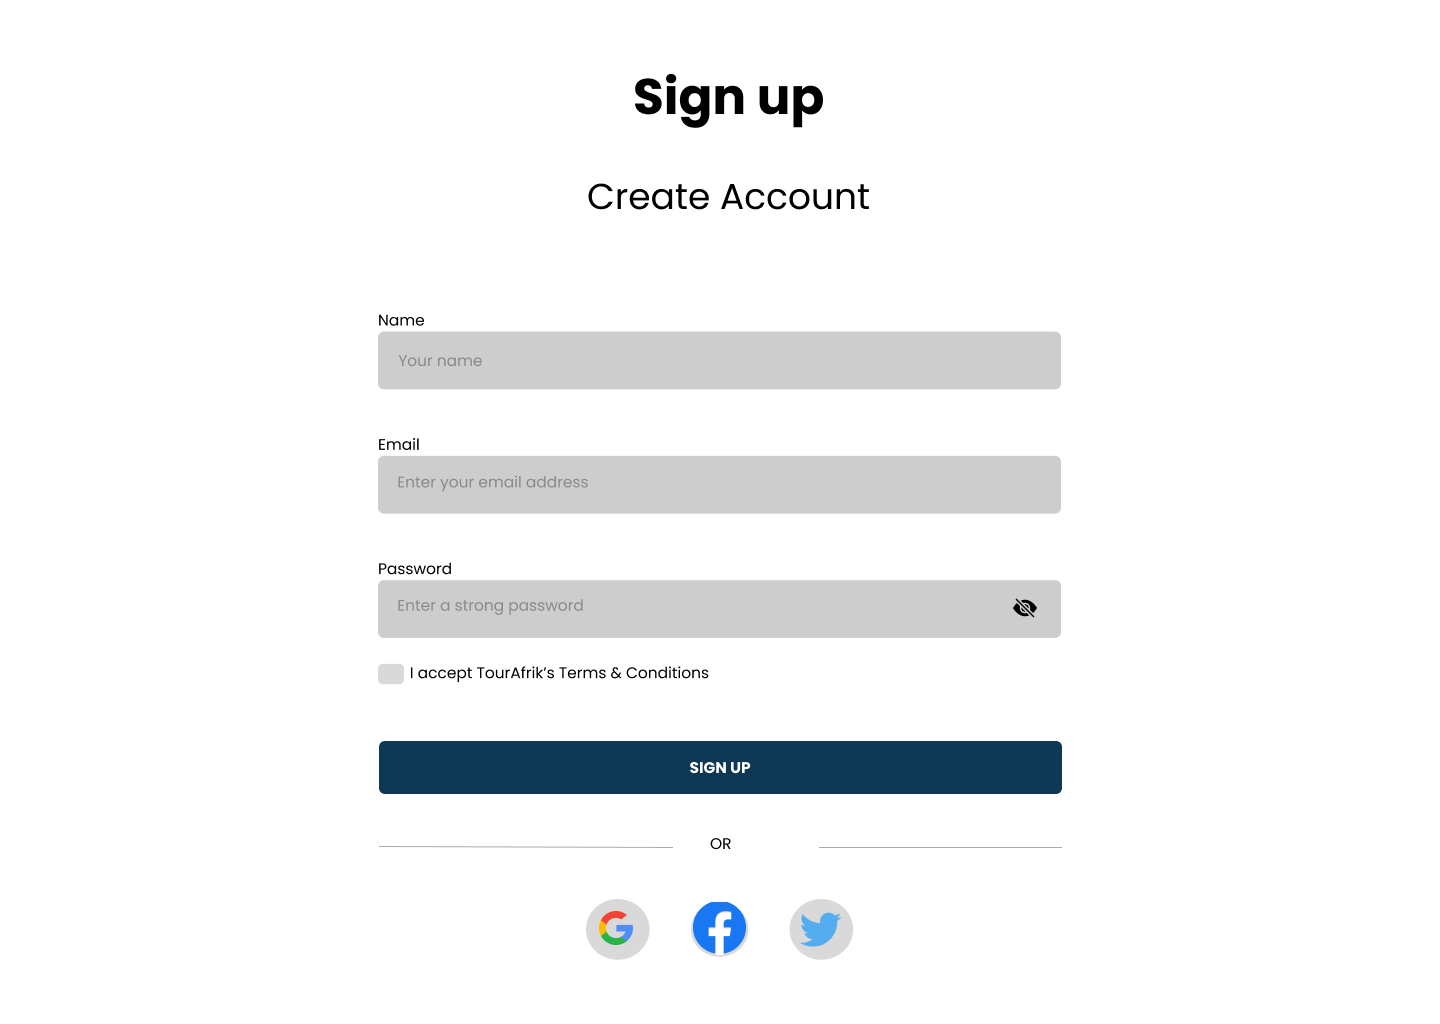 Sign up
Create Account
Name
Your name
Email
Enter your email address
Password
Enter a strong password
I accept TourAfrik’s Terms & Conditions
SIGN UP
OR